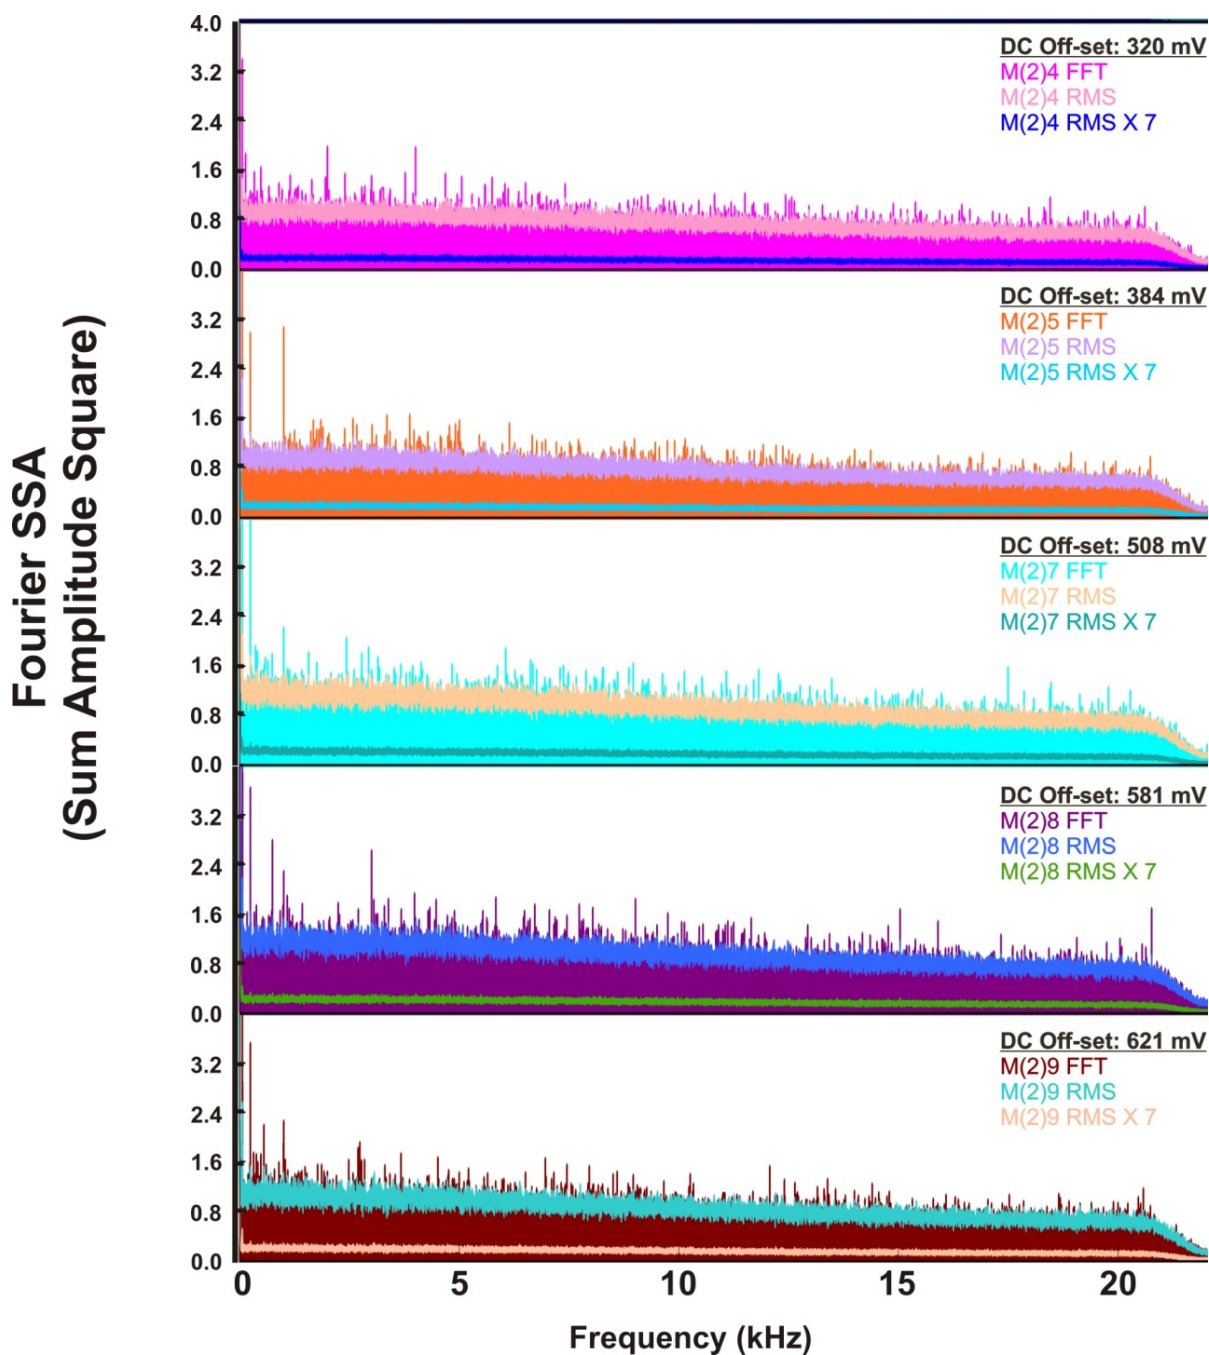 Fourier SSA
(Sum Amplitude Square)
4.0
3.2
2.4
1.6
0.8
0.0
DC Off-set: 320 mV
M(2)4 FFT
M(2)4 RMS
M(2)4 RMS X 7
3.2
2.4
1.6
0.8
0.0
DC Off-set: 384 mV
M(2)5 FFT
M(2)5 RMS
M(2)5 RMS X 7
3.2
2.4
1.6
0.8
0.0
DC Off-set: 508 mV
M(2)7 FFT
M(2)7 RMS
M(2)7 RMS X 7
3.2
2.4
1.6
0.8
0.0
DC Off-set: 581 mV
M(2)8 FFT
M(2)8 RMS
M(2)8 RMS X 7
3.2
2.4
1.6
0.8
0.0
DC Off-set: 621 mV
M(2)9 FFT
M(2)9 RMS
M(2)9 RMS X 7
0 5 10 15 20
Frequency (kHz)